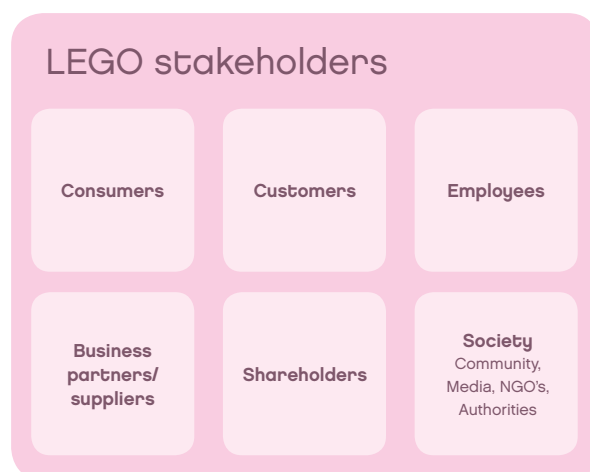 LEGO stakeholders
Consumers
Customers
Employees
Business
partners/
suppliers
Shareholders
Society
Community,
Media, NGO's,
Authorities